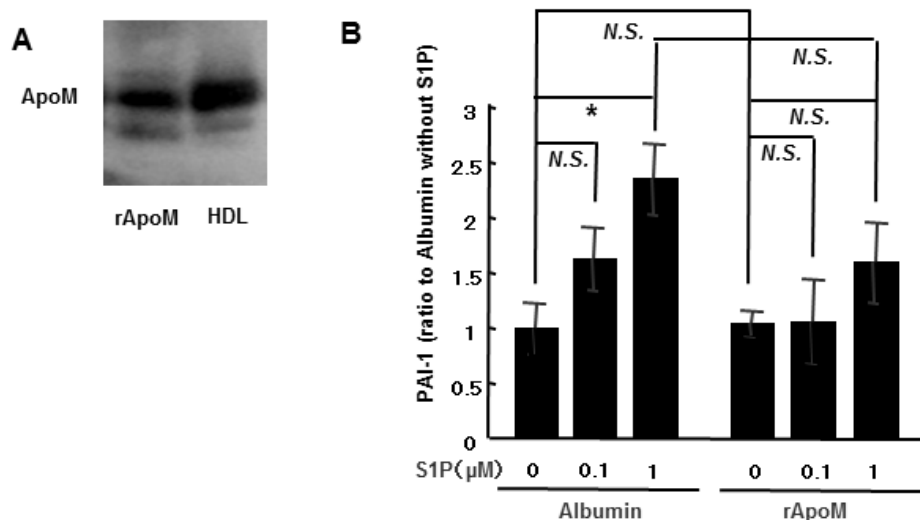 A
ApoM
rApoM HDL
B
N.S.
N.S.
*
N.S.
N.S.
N.S.
PAI-1 (ratio to Albumin without S1P)
3
2.5
2
1.5
1
0.5
0
S1P(μM) 0 0.1 1 0 0.1 1
Albumin rApoM